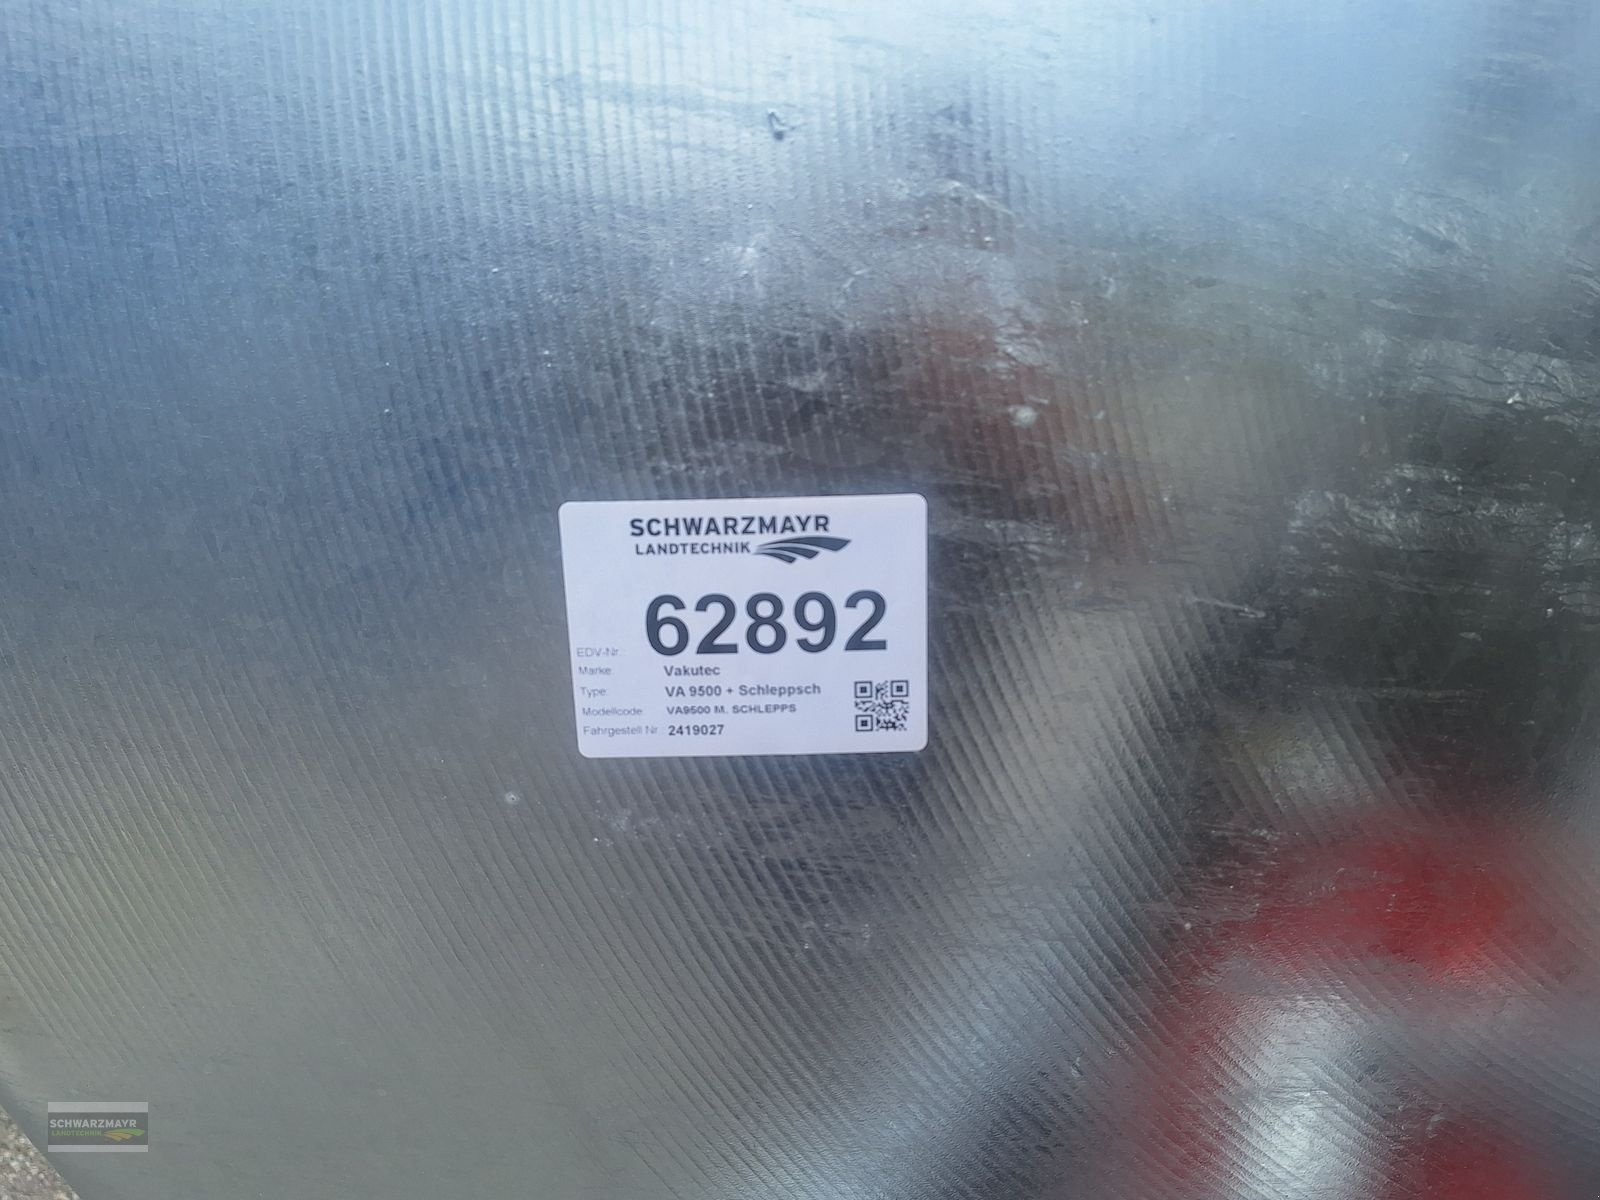 SCHWARZMAYR
LANDTECHNIK
EDV-Nr.: 62892
Marke: Vakutec
Type: VA 9500 + Schleppsch
Modellcode: VA9500 M. SCHLEPPS
Fahrgestell Nr.: 2419027
SCHWARZMAYR
LANDTECHNIK